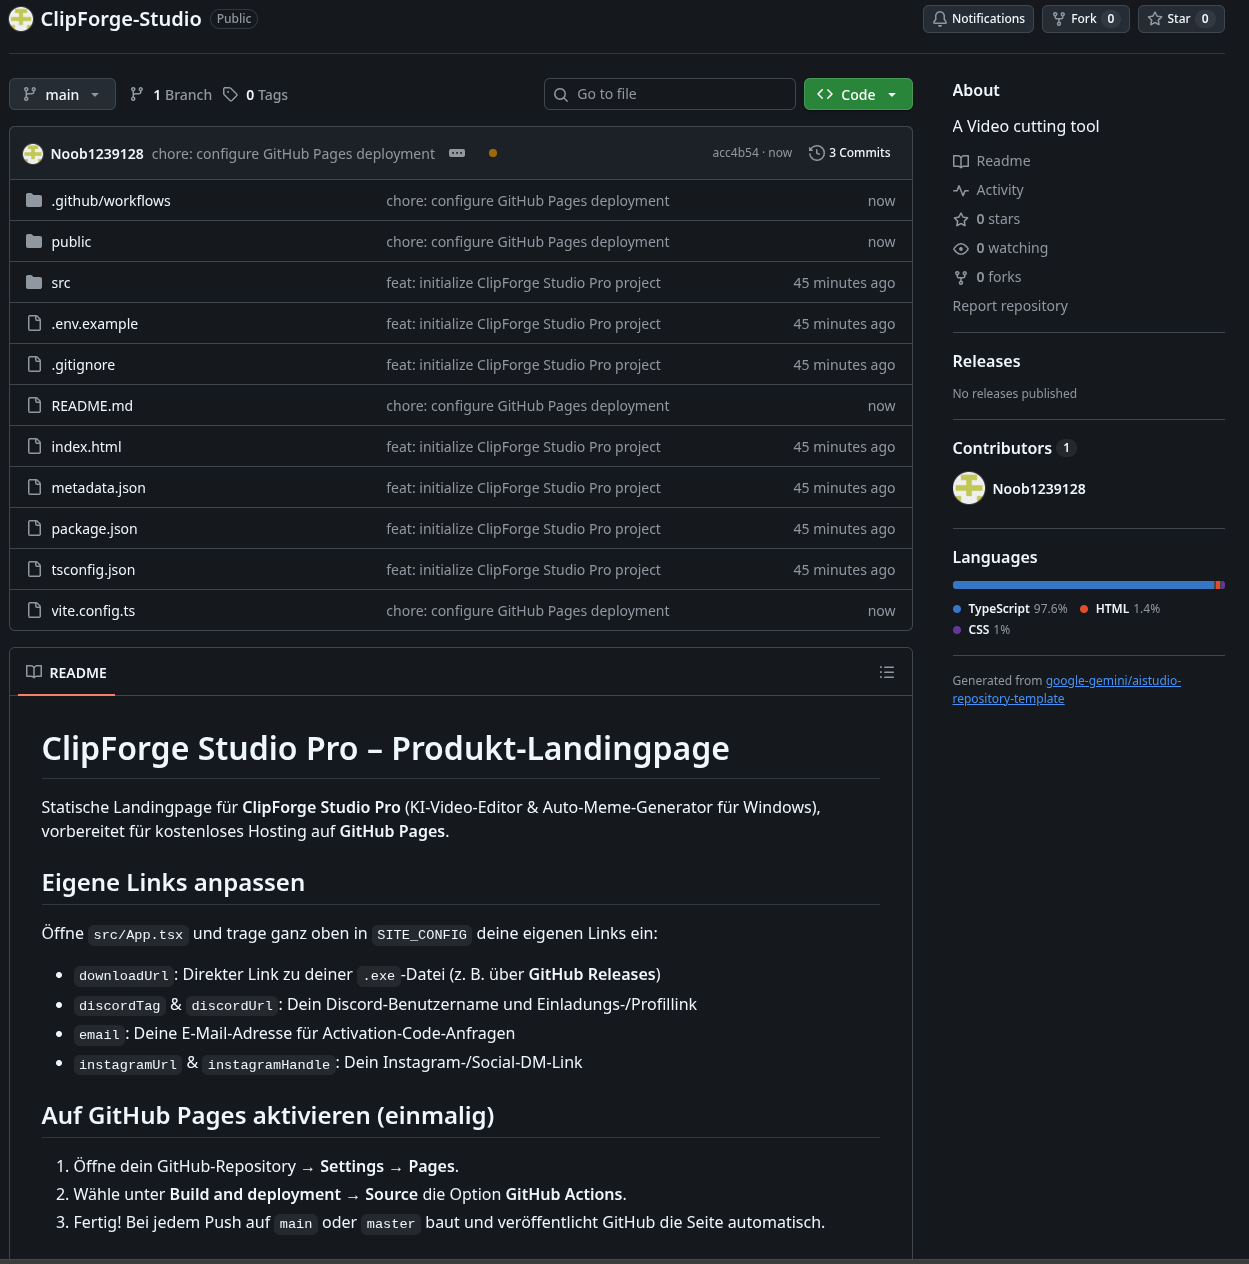 ClipForge-Studio Public Notifications Fork 0 Star 0
main 1 Branch 0 Tags Go to file Code
Noob1239128 chore: configure GitHub Pages deployment acc4b54 · now 3 Commits
.github/workflows chore: configure GitHub Pages deployment now
public chore: configure GitHub Pages deployment now
src feat: initialize ClipForge Studio Pro project 45 minutes ago
.env.example feat: initialize ClipForge Studio Pro project 45 minutes ago
.gitignore feat: initialize ClipForge Studio Pro project 45 minutes ago
README.md chore: configure GitHub Pages deployment now
index.html feat: initialize ClipForge Studio Pro project 45 minutes ago
metadata.json feat: initialize ClipForge Studio Pro project 45 minutes ago
package.json feat: initialize ClipForge Studio Pro project 45 minutes ago
tsconfig.json feat: initialize ClipForge Studio Pro project 45 minutes ago
vite.config.ts chore: configure GitHub Pages deployment now
README
ClipForge Studio Pro – Produkt-Landingpage
Statische Landingpage für ClipForge Studio Pro (KI-Video-Editor & Auto-Meme-Generator für Windows),
vorbereitet für kostenloses Hosting auf GitHub Pages.
Eigene Links anpassen
Öffne src/App.tsx und trage ganz oben in SITE_CONFIG deine eigenen Links ein:
• downloadUrl: Direkter Link zu deiner .exe-Datei (z. B. über GitHub Releases)
• discordTag & discordUrl: Dein Discord-Benutzername und Einladungs-/Profillink
• email: Deine E-Mail-Adresse für Activation-Code-Anfragen
• instagramUrl & instagramHandle: Dein Instagram-/Social-DM-Link
Auf GitHub Pages aktivieren (einmalig)
1. Öffne dein GitHub-Repository → Settings → Pages.
2. Wähle unter Build and deployment → Source die Option GitHub Actions.
3. Fertig! Bei jedem Push auf main oder master baut und veröffentlicht GitHub die Seite automatisch.
About
A Video cutting tool
Readme
Activity
0 stars
0 watching
0 forks
Report repository
Releases
No releases published
Contributors 1
Noob1239128
Languages
TypeScript 97.6% HTML 1.4%
CSS 1%
Generated from google-gemini/aistudio-
repository-template